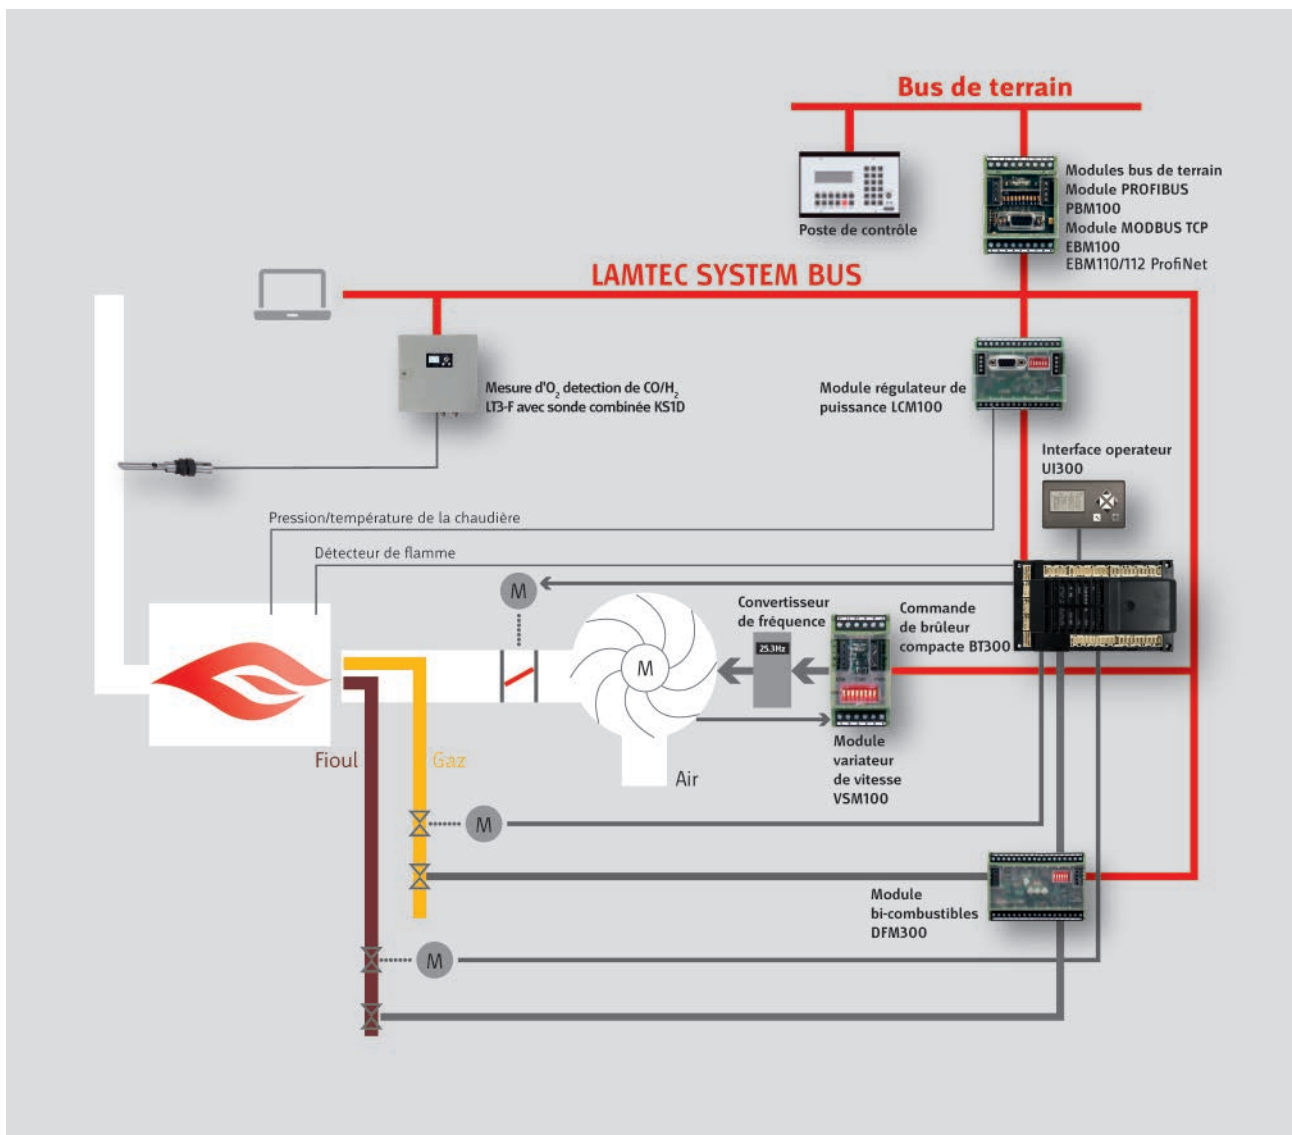 Bus de terrain
Modules bus de terrain
Module PROFIBUS
PBM100
Module MODBUS TCP
EBM100
EBM110/112 ProfiNet
Poste de contrôle
LAMTEC SYSTEM BUS
Mesure d'O2 detection de CO/H2
LT3-F avec sonde combinée KS1D
Module régulateur de
puissance LCM100
Interface operateur
UI300
Pression/température de la chaudière
Détecteur de flamme
M
Convertisseur
de fréquence
25.3Hz
Commande
de brûleur
compacte BT300
M
Fioul
Gaz
Air
Module
variateur
de vitesse
VSM100
M
Module
bi-combustibles
DFM300
M